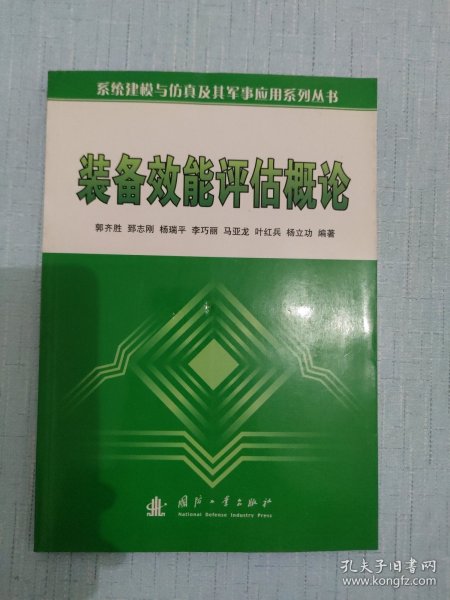 系统建模与仿真及其军事应用系列丛书
装备效能评估概论
郭齐胜 郅志刚 杨瑞平 李巧丽 马亚龙 叶红兵 杨立功 编著
国防工业出版社
National Defense Industry Press
孔夫子旧书网
www.kongfz.com